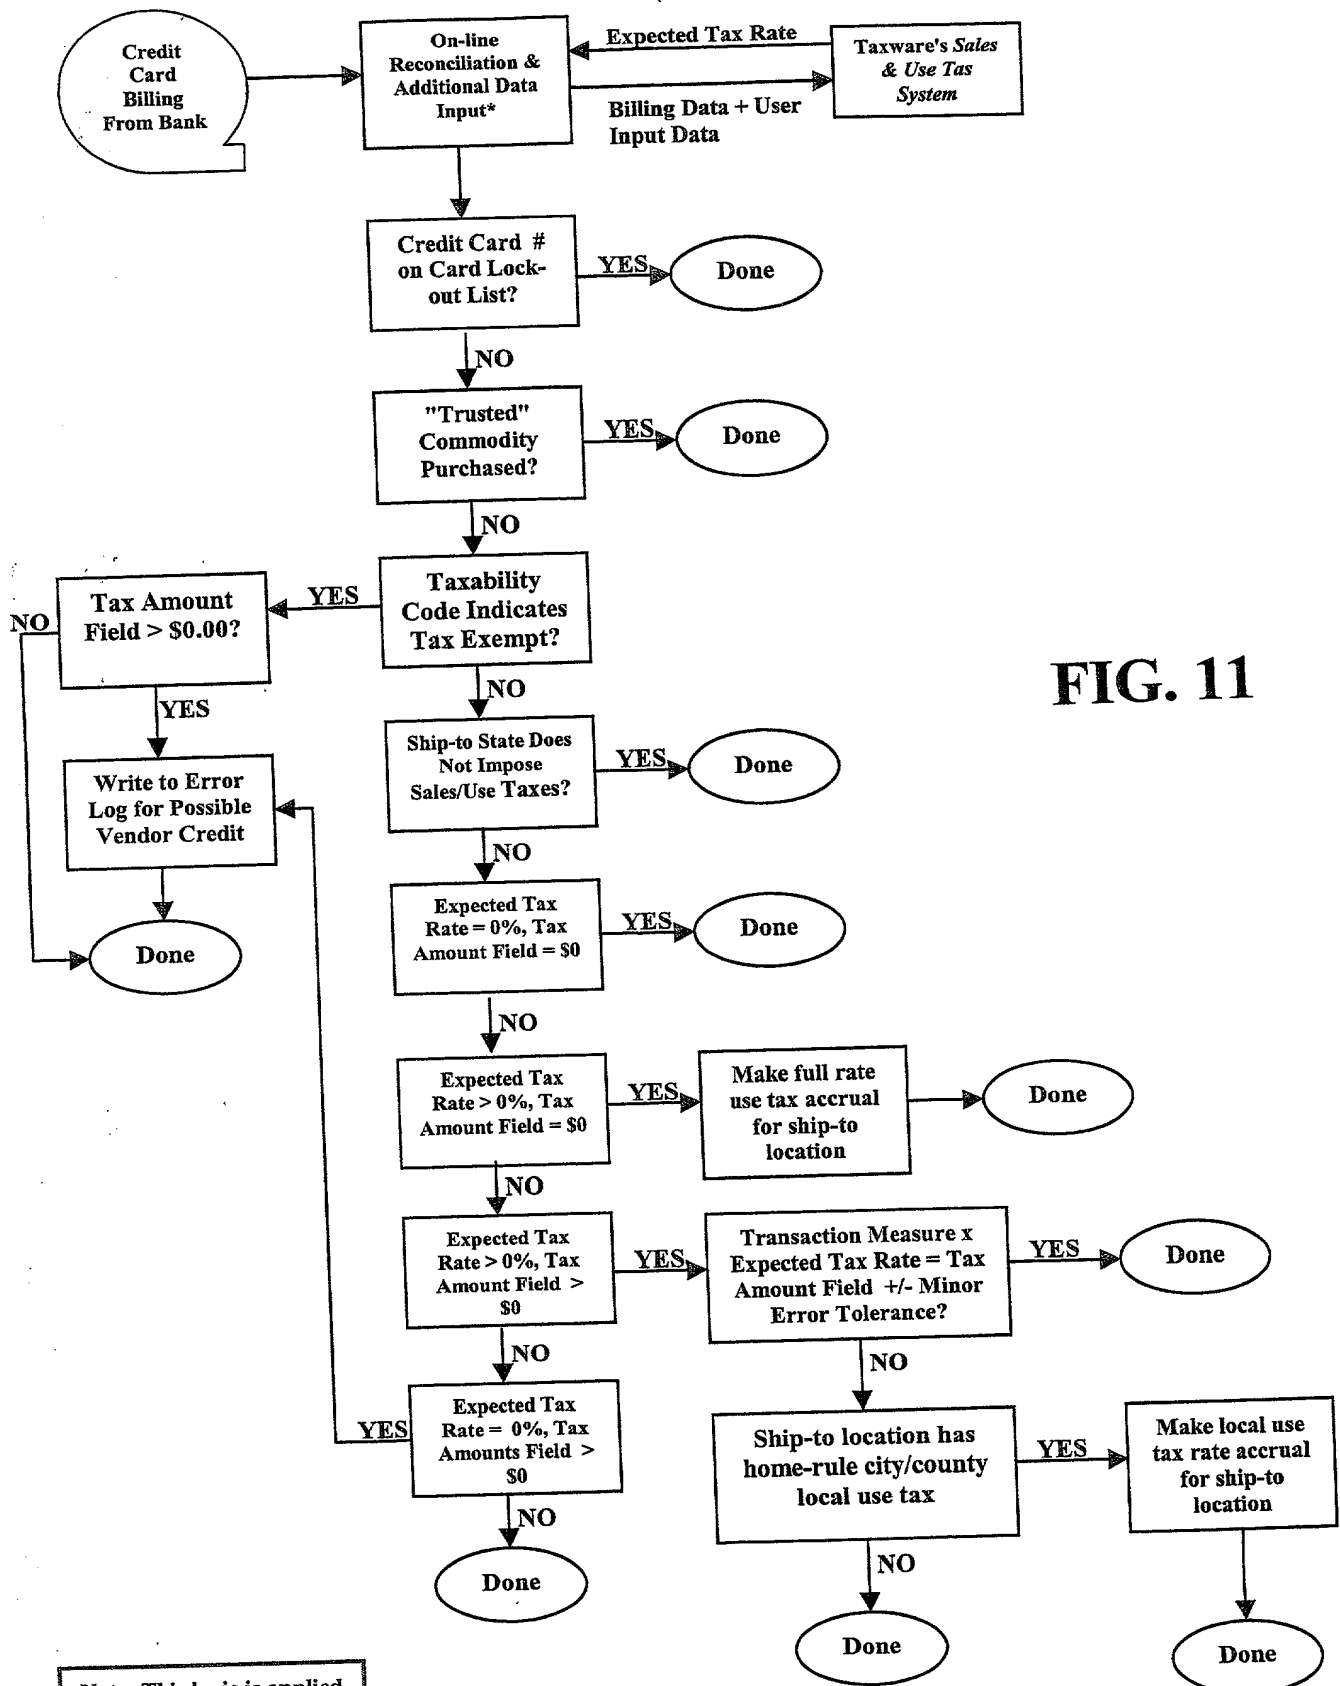 Credit
Card
Billing
From Bank
On-line
Reconciliation &
Additional Data
Input*
Expected Tax Rate
Billing Data + User
Input Data
Taxware's Sales
& Use Tas
System
Credit Card #
on Card Lock-
out List?
YES
Done
NO
"Trusted"
Commodity
Purchased?
YES
Done
NO
Taxability
Code Indicates
Tax Exempt?
YES
Tax Amount
Field > $0.00?
NO
YES
Write to Error
Log for Possible
Vendor Credit
Done
NO
FIG. 11
Ship-to State Does
Not Impose
Sales/Use Taxes?
YES
Done
NO
Expected Tax
Rate = 0%, Tax
Amount Field = $0
YES
Done
NO
Expected Tax
Rate > 0%, Tax
Amount Field = $0
YES
Make full rate
use tax accrual
for ship-to
location
Done
NO
Expected Tax
Rate > 0%, Tax
Amount Field >
$0
YES
Transaction Measure x
Expected Tax Rate = Tax
Amount Field +/- Minor
Error Tolerance?
YES
Done
NO
NO
Expected Tax
Rate = 0%, Tax
Amounts Field >
$0
YES
NO
Done
Ship-to location has
home-rule city/county
local use tax
YES
Make local use
tax rate accrual
for ship-to
location
NO
Done
Done